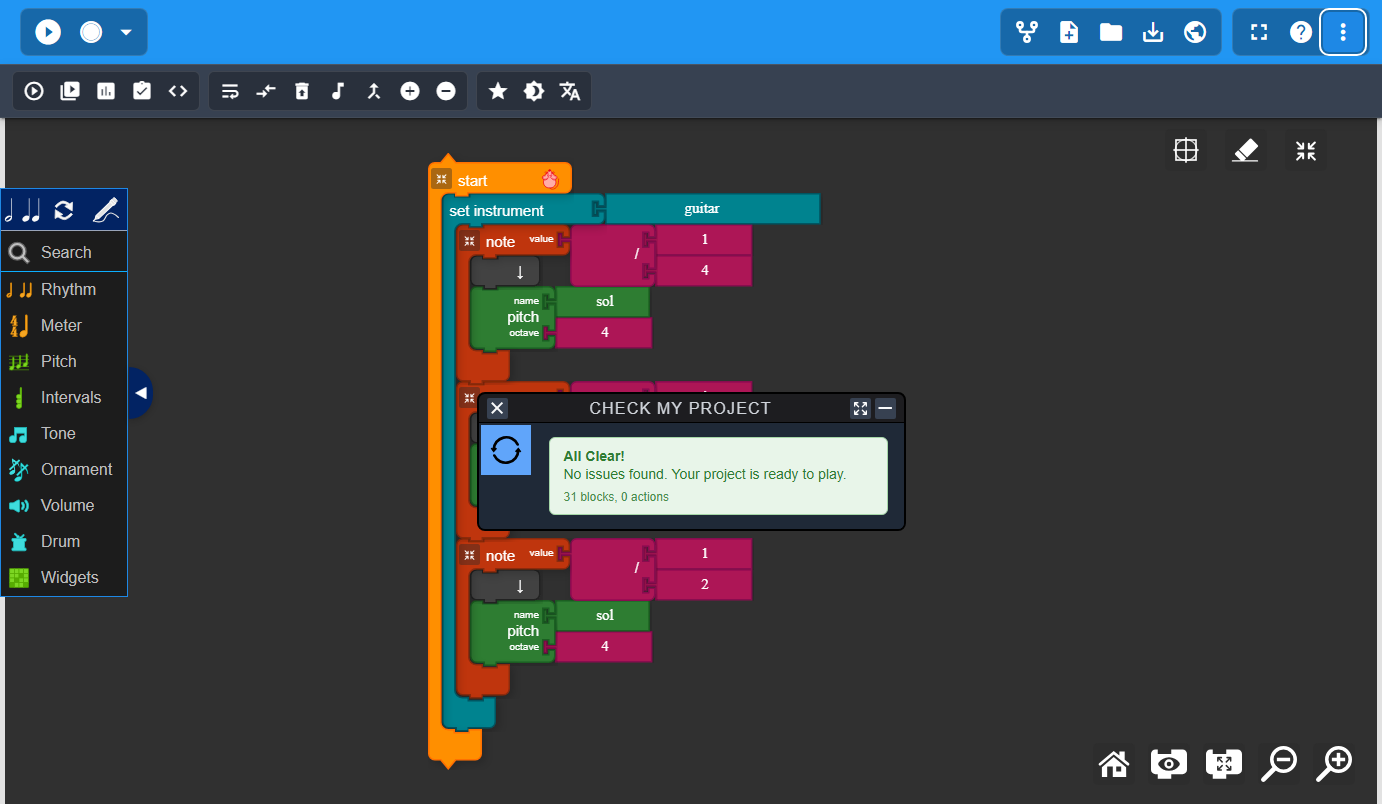 start
set instrument
guitar
note value
/
1
4
↓
name
sol
pitch
octave
4
Search
Rhythm
Meter
Pitch
Intervals
Tone
Ornament
Volume
Drum
Widgets
CHECK MY PROJECT
All Clear!
No issues found. Your project is ready to play.
31 blocks, 0 actions
note value
/
1
2
↓
name
sol
pitch
octave
4